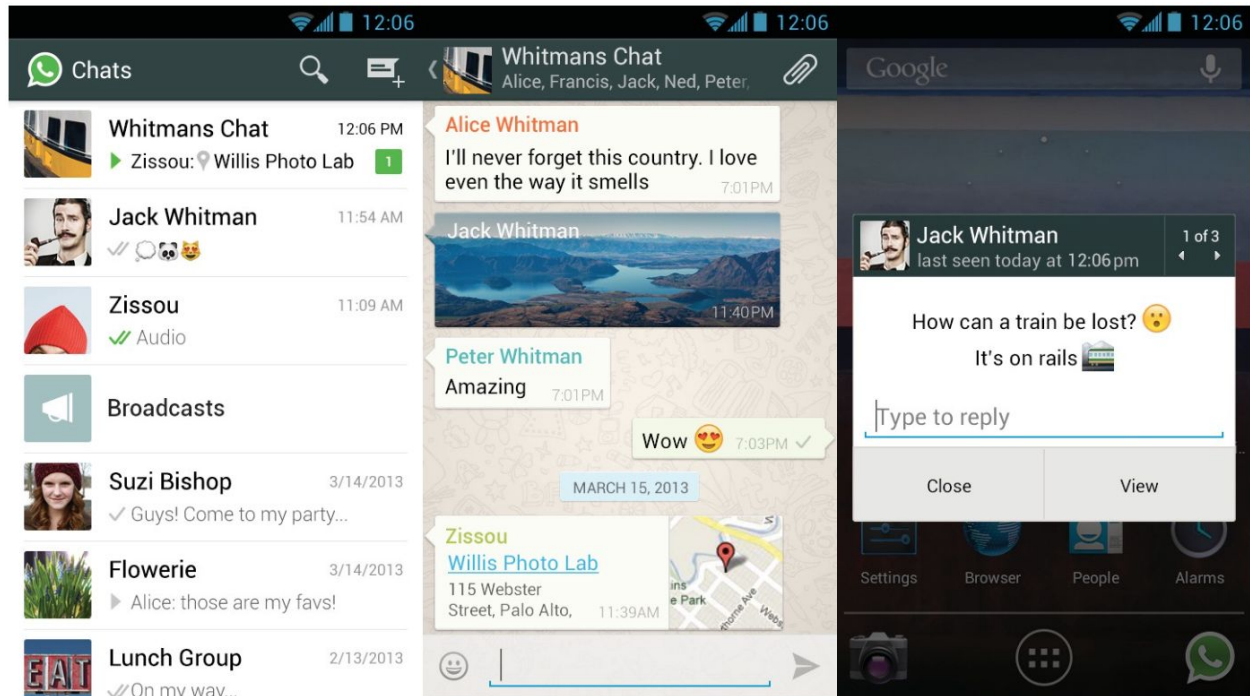 12:06
Chats
Whitmans Chat 12:06 PM
Zissou: Willis Photo Lab 1
Jack Whitman 11:54 AM
Zissou 11:09 AM
Audio
Broadcasts
Suzi Bishop 3/14/2013
Guys! Come to my party...
Flowerie 3/14/2013
Alice: those are my favs!
EAT
Lunch Group 2/13/2013
On my way...
12:06
Whitmans Chat
Alice, Francis, Jack, Ned, Peter,
Alice Whitman
I'll never forget this country. I love
even the way it smells 7:01PM
Jack Whitman
11:40PM
Peter Whitman
Amazing 7:01PM
Wow 7:03PM
MARCH 15, 2013
Zissou
Willis Photo Lab
115 Webster
Street, Palo Alto, 11:39AM
ins
e Park
thorne Ave
Webs
12:06
Google
Jack Whitman 1 of 3
last seen today at 12:06pm
How can a train be lost?
It's on rails
Type to reply
Close View
Settings Browser People Alarms